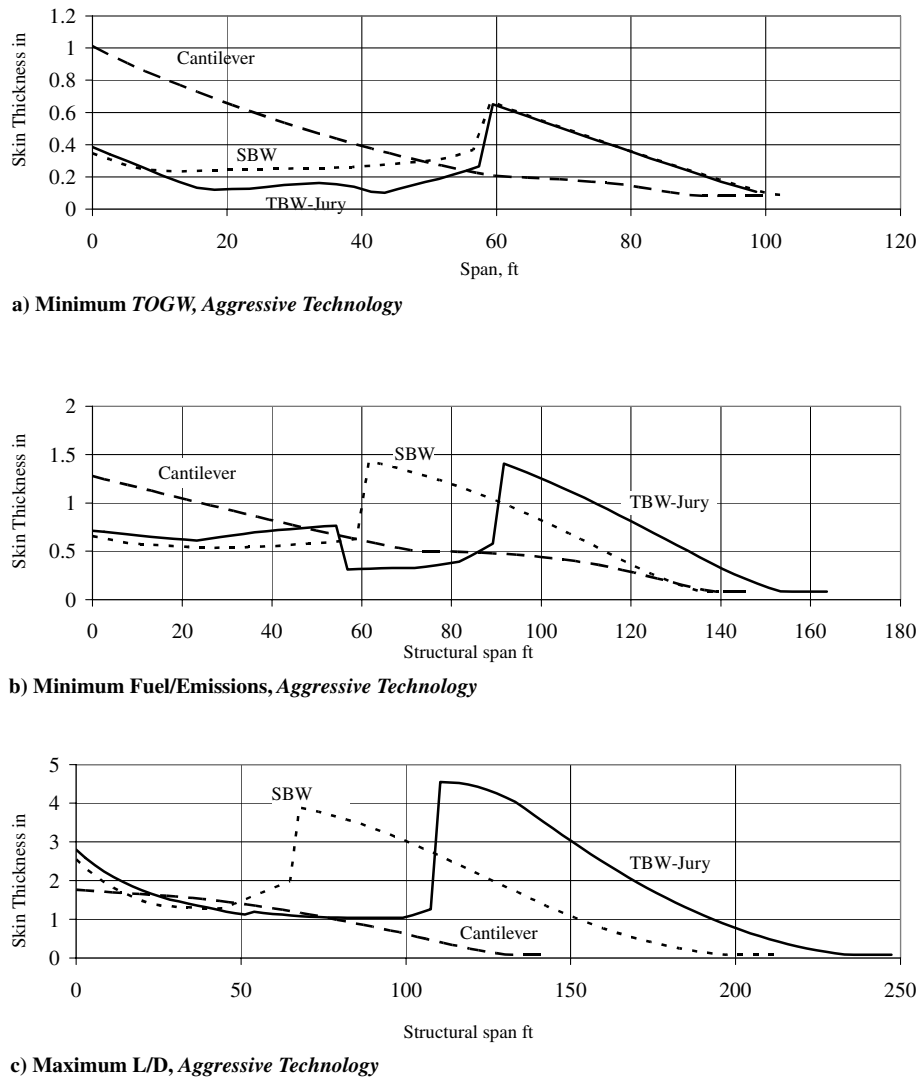 1.2
1
0.8
0.6
0.4
0.2
0
Skin Thickness in
Cantilever
SBW
TBW-Jury
0 20 40 60 80 100 120
Span, ft
a) Minimum TOGW, Aggressive Technology
2
1.5
1
0.5
0
Skin Thickness in
SBW
Cantilever
TBW-Jury
0 20 40 60 80 100 120 140 160 180
Structural span ft
b) Minimum Fuel/Emissions, Aggressive Technology
5
4
3
2
1
0
Skin Thickness in
SBW
TBW-Jury
Cantilever
0 50 100 150 200 250
Structural span ft
c) Maximum L/D, Aggressive Technology